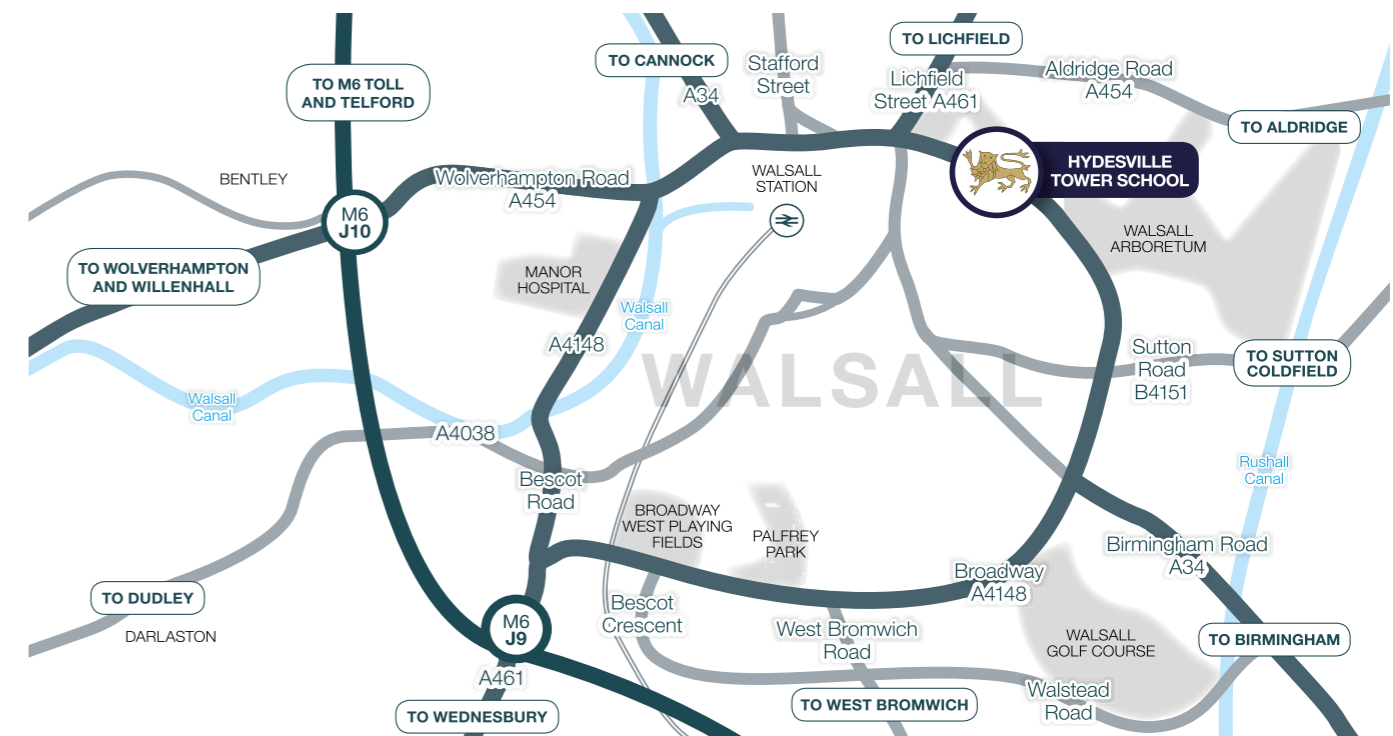 TO LICHFIELD
TO CANNOCK
Stafford
Street
Lichfield
Street A461
Aldridge Road
A454
TO M6 TOLL
AND TELFORD
A34
TO ALDRIDGE
HYDESVILLE
TOWER SCHOOL
BENTLEY
Wolverhampton Road
A454
WALSALL
STATION
M6
J10
WALSALL
ARBORETUM
TO WOLVERHAMPTON
AND WILLENHALL
MANOR
HOSPITAL
Walsall
Canal
A4148
WALSALL
Sutton
Road
B4151
TO SUTTON
COLDFIELD
Walsall
Canal
A4038
Bescot
Road
Rushall
Canal
BROADWAY
WEST PLAYING
FIELDS
PALFREY
PARK
Birmingham Road
A34
Broadway
A4148
TO DUDLEY
DARLASTON
M6
J9
Bescot
Crescent
West Bromwich
Road
WALSALL
GOLF COURSE
TO BIRMINGHAM
A461
TO WEDNESBURY
TO WEST BROMWICH
Walstead
Road